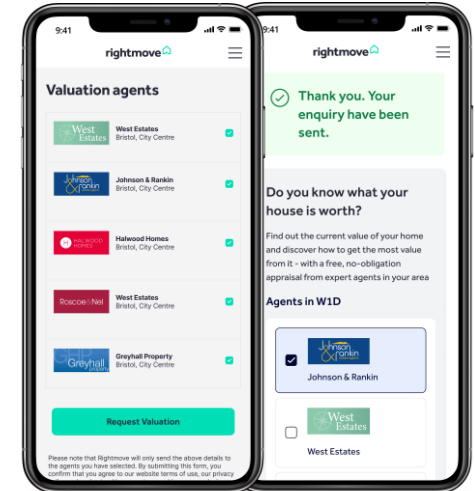 9:41
rightmove
Valuation agents
West
Estates
West Estates
Bristol, City Centre
Johnson
& rankin
Johnson & Rankin
Bristol, City Centre
H HALWOOD
HOMES
Halwood Homes
Bristol, City Centre
Roscoe&Nel
West Estates
Bristol, City Centre
GHP
Greyhall
property
Greyhall Property
Bristol, City Centre
Request Valuation
Please note that Rightmove will only send the above details to
the agents you have selected. By submitting this form, you
confirm that you agree to our website terms of use, our privacy
9:41
rightmove
Thank you. Your
enquiry have been
sent.
Do you know what your
house is worth?
Find out the current value of your home
and discover how to get the most value
from it - with a free, no-obligation
appraisal from expert agents in your area
Agents in W1D
Johnson
& rankin
Johnson & Rankin
West
Estates
West Estates